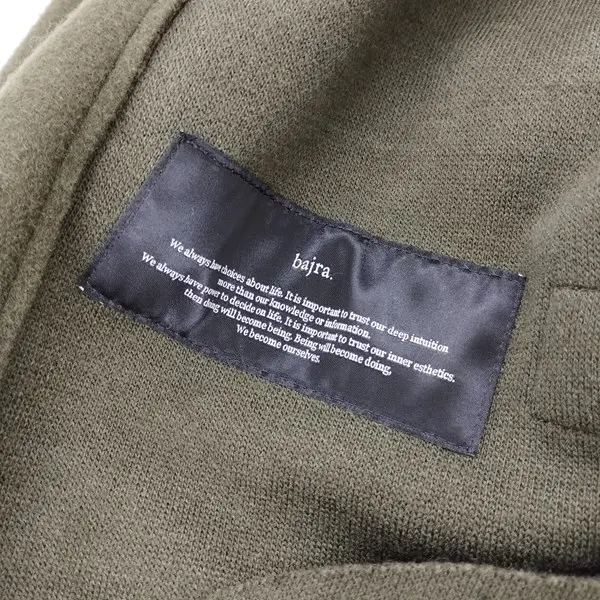 bajra.
We always have choices about life. It is important to trust our deep intuition
more than our knowledge or information.
We always have power to decide on life. It is important to trust our inner esthetics.
then doing will become being. Being will become doing,
We become ourselves.